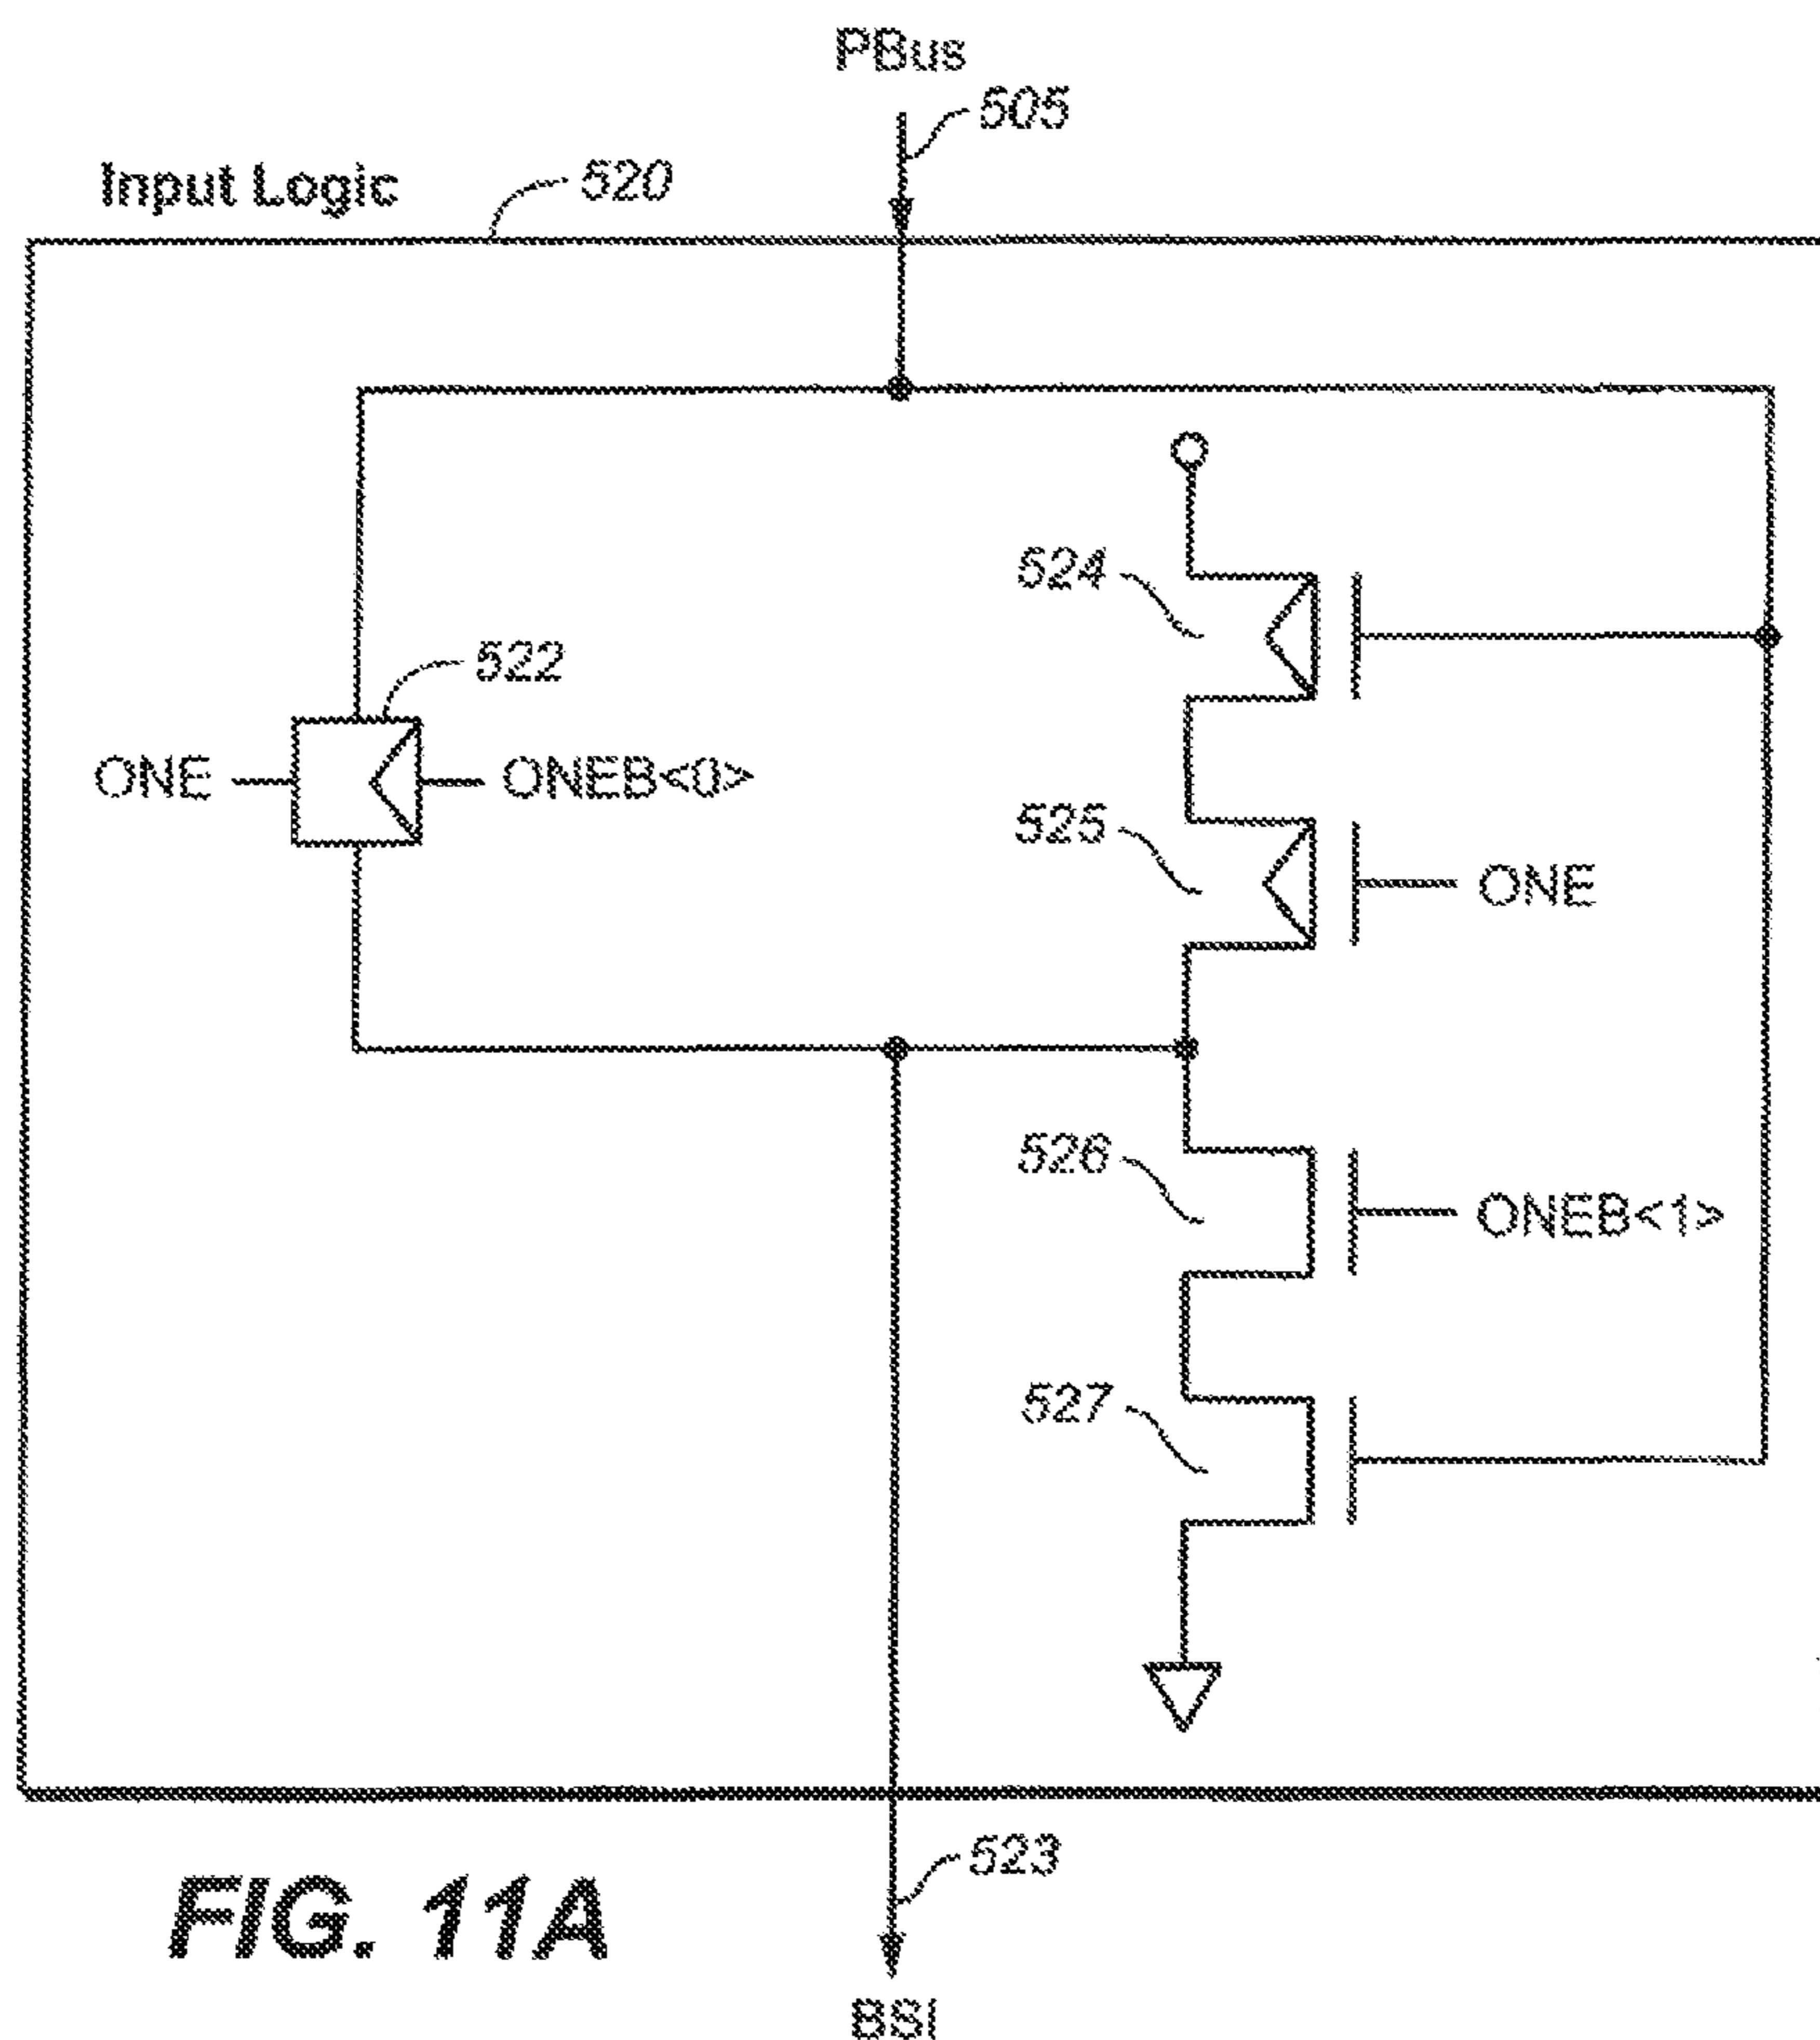 PBus
505
Input Logic
520
524
522
ONE
ONEB<0>
525
ONE
526
ONEB<1>
527
523
FIG. 11A
BSI